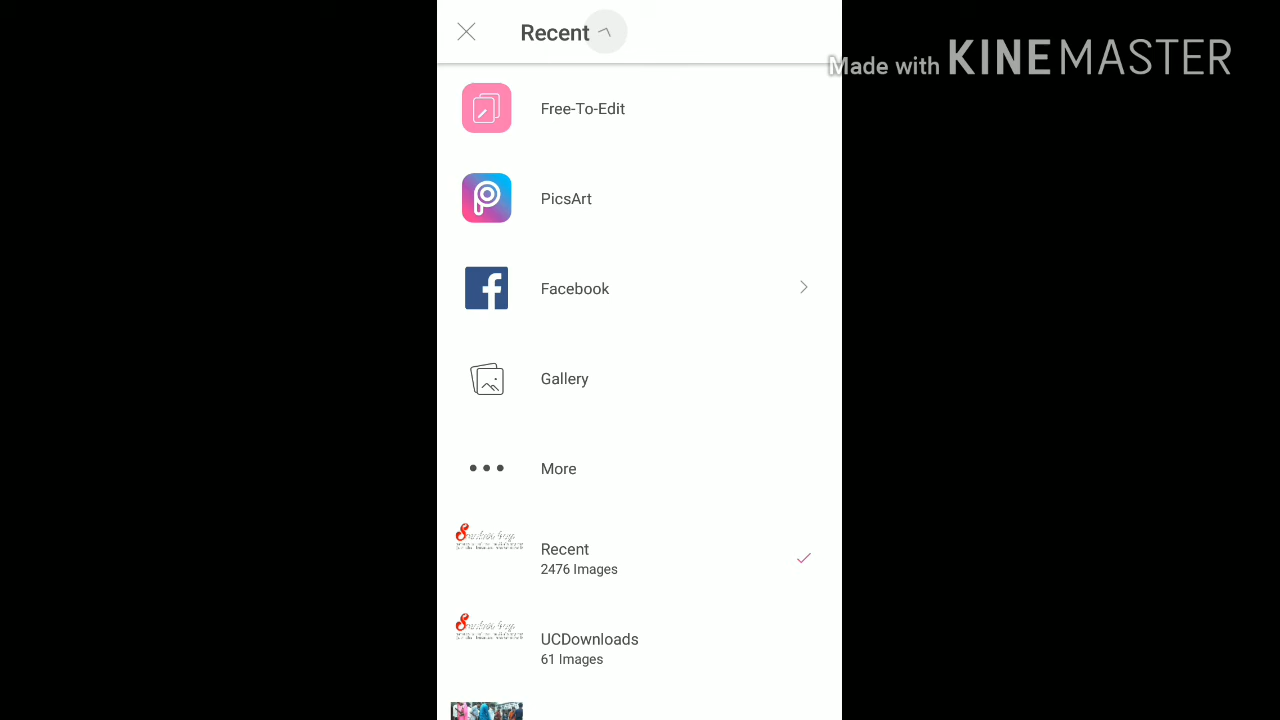 Recent
Made with KINEMASTER
Free-To-Edit
PicsArt
Facebook
Gallery
More
Recent
2476 Images
UCDownloads
61 Images